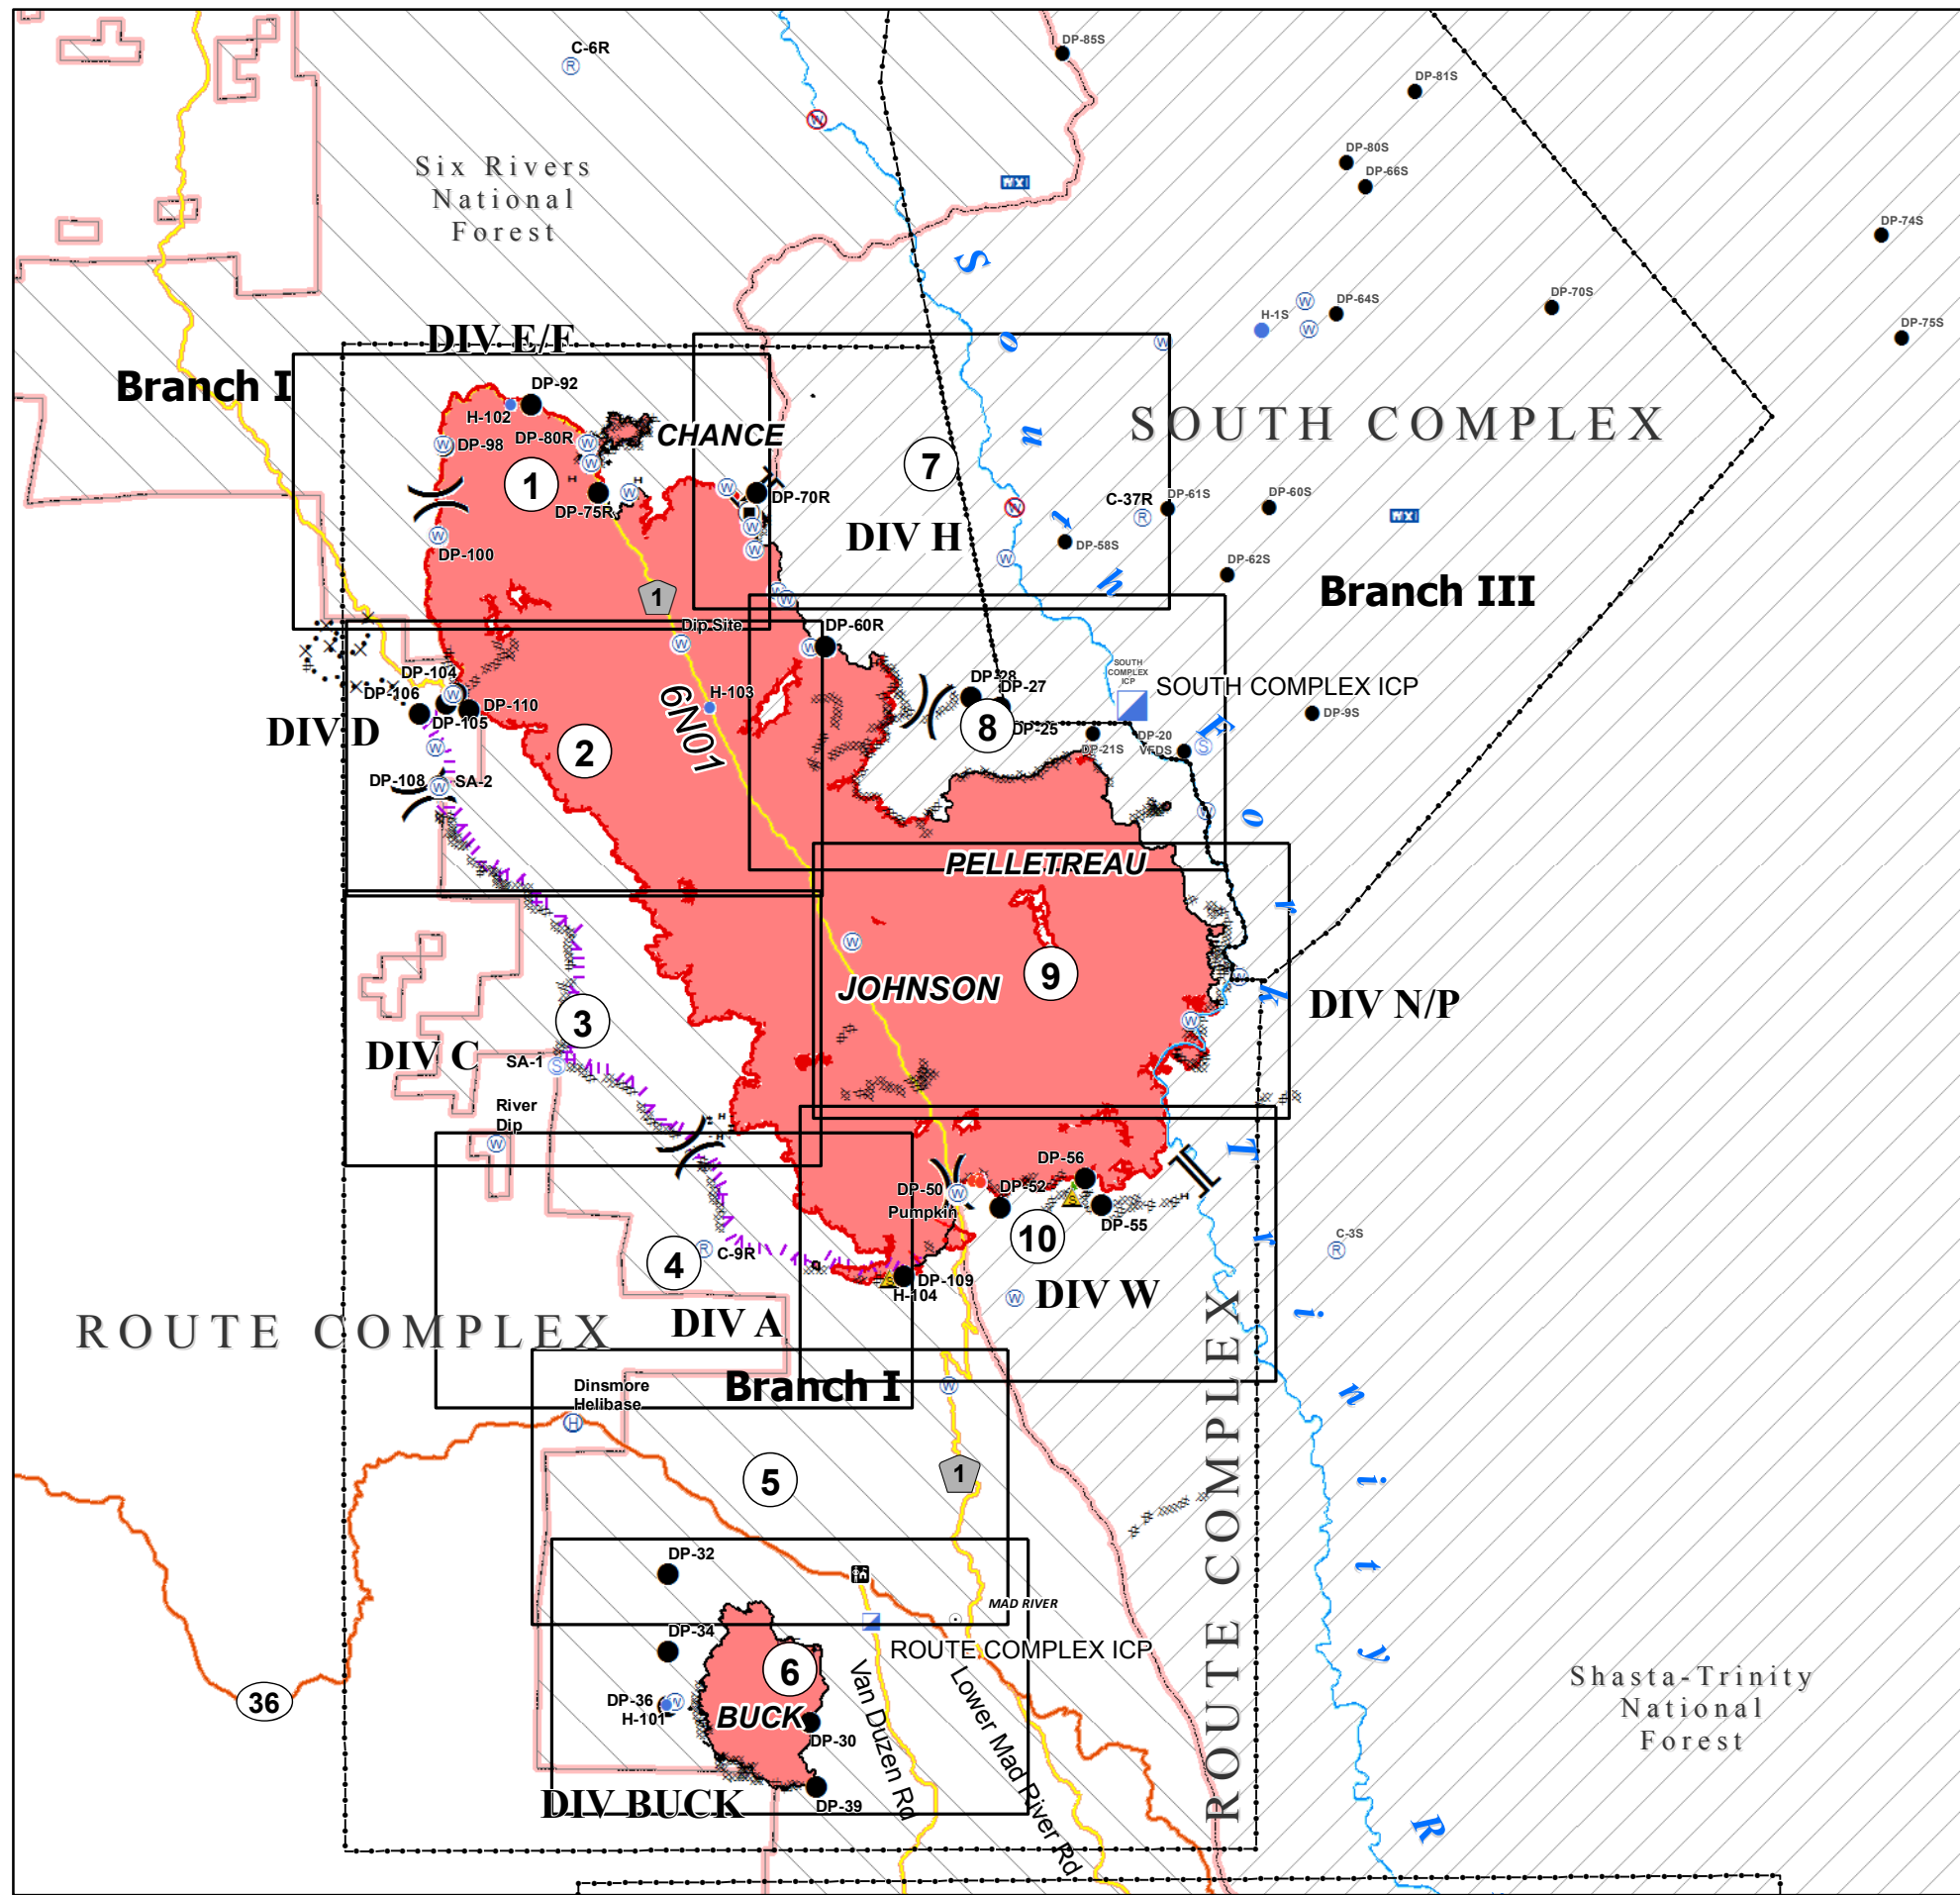 C-6R
R
DP-85S
DP-81S
DP-80S
DP-66S
DP-74S
DP-70S
DP-75S
DP-64S
H-1S
W
W
W
Six Rivers
National
Forest
DIV E/F
Branch I
DP-92
H-102
W
DP-98
DP-80R
W
W
CHANCE
1
H
H
W
DP-75R
W
DP-70R
W
W
W
DP-100
7
DIV H
W
SOUTH COMPLEX
C-37R
R
DP-61S
DP-60S
DP-58S
DP-62S
W
W
Branch III
1
Dip Site
W
W
DP-60R
W
W
DP-104
W
DP-106
DP-105
DP-110
DIV D
H-103
6N01
2
DP-28
DP-27
8
DP-25
SOUTH
COMPLEX
ICP
SOUTH COMPLEX ICP
DP-9S
DP-21S
DP-20
VFDS
S
W
W
DP-108
W
SA-2
PELLETREAU
W
JOHNSON
9
W
W
DIV N/P
3
DIV C
SA-1
S
River
Dip
W
H
H
DP-56
DP-50
W
Pumpkin
DP-52
S
DP-55
H
10
C-3S
R
4
R
C-9R
S
DP-109
H-104
W
DIV W
DIV A
ROUTE COMPLEX
ROUTE COMPLEX
Branch I
Dinsmore
Helibase
H
W
5
1
DP-32
MAD RIVER
ROUTE COMPLEX ICP
DP-34
6
DP-36
W
H-101
BUCK
DP-30
DP-39
DIV BUCK
Van Duzen Rd
Lower Mad River Rd
36
Shasta-Trinity
National
Forest
South Fork Trinity R